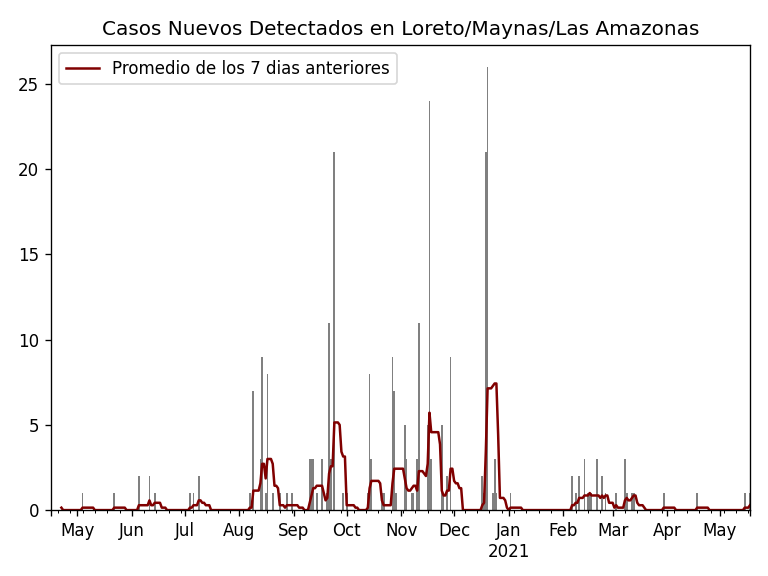 Casos Nuevos Detectados en Loreto/Maynas/Las Amazonas
Promedio de los 7 dias anteriores
25
20
15
10
5
0
May Jun Jul Aug Sep Oct Nov Dec Jan Feb Mar Apr May
2021